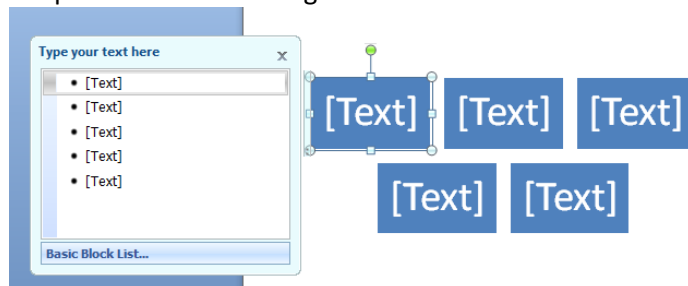 Type your text here
x
• [Text]
• [Text]
• [Text]
• [Text]
• [Text]
Basic Block List...
[Text] [Text] [Text]
[Text] [Text]